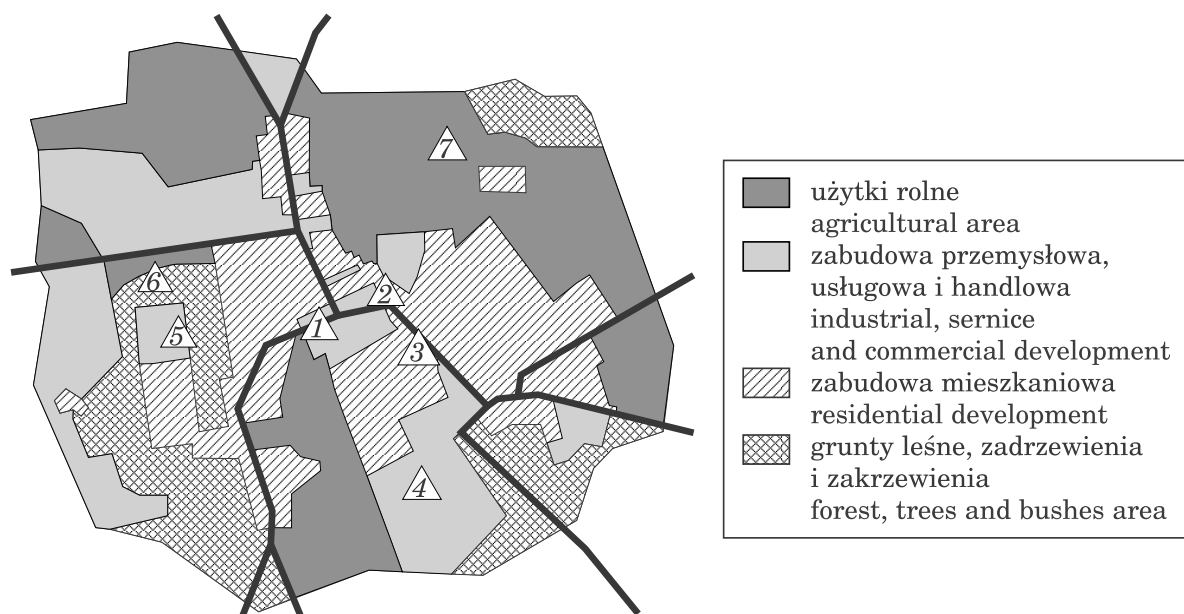 7
6
2
5
1
3
4
użytki rolne
agricultural area
zabudowa przemysłowa,
usługowa i handlowa
industrial, sernice
and commercial development
zabudowa mieszkaniowa
residential development
grunty leśne, zadrzewienia
i zakrzewienia
forest, trees and bushes area